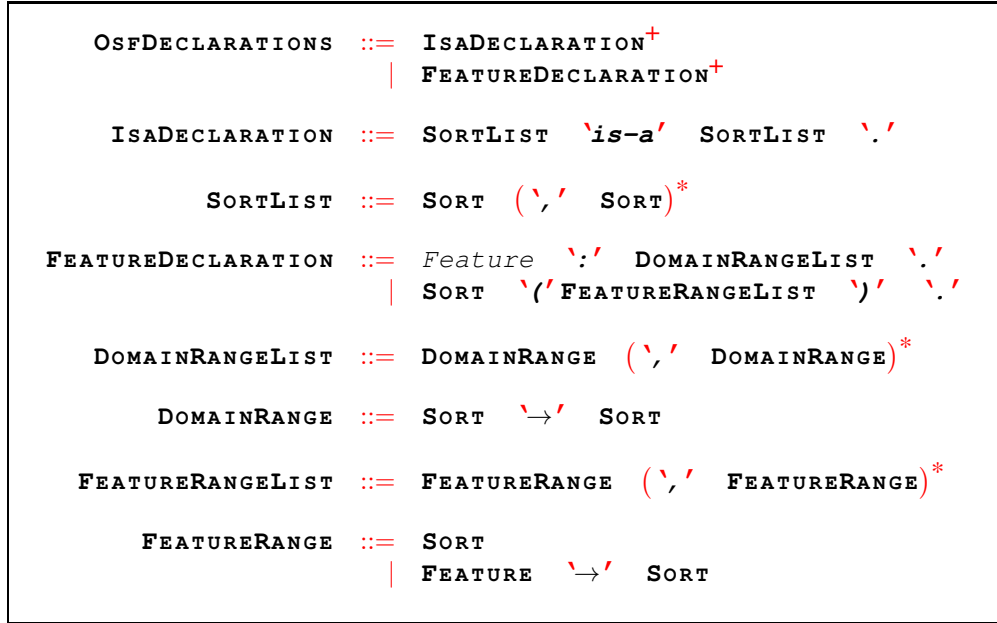 OSFDECLARATIONS ::= ISADECLARATION+
| FEATUREDECLARATION+
ISADECLARATION ::= SORTLIST ‵is-a′ SORTLIST ‵.′
SORTLIST ::= SORT (‵,′ SORT)*
FEATUREDECLARATION ::= Feature ‵:′ DOMAINRANGELIST ‵.′
| SORT ‵(′ FEATURERANGELIST ‵)′ ‵.′
DOMAINRANGELIST ::= DOMAINRANGE (‵,′ DOMAINRANGE)*
DOMAINRANGE ::= SORT ‵→′ SORT
FEATURERANGELIST ::= FEATURERANGE (‵,′ FEATURERANGE)*
FEATURERANGE ::= SORT
| FEATURE ‵→′ SORT